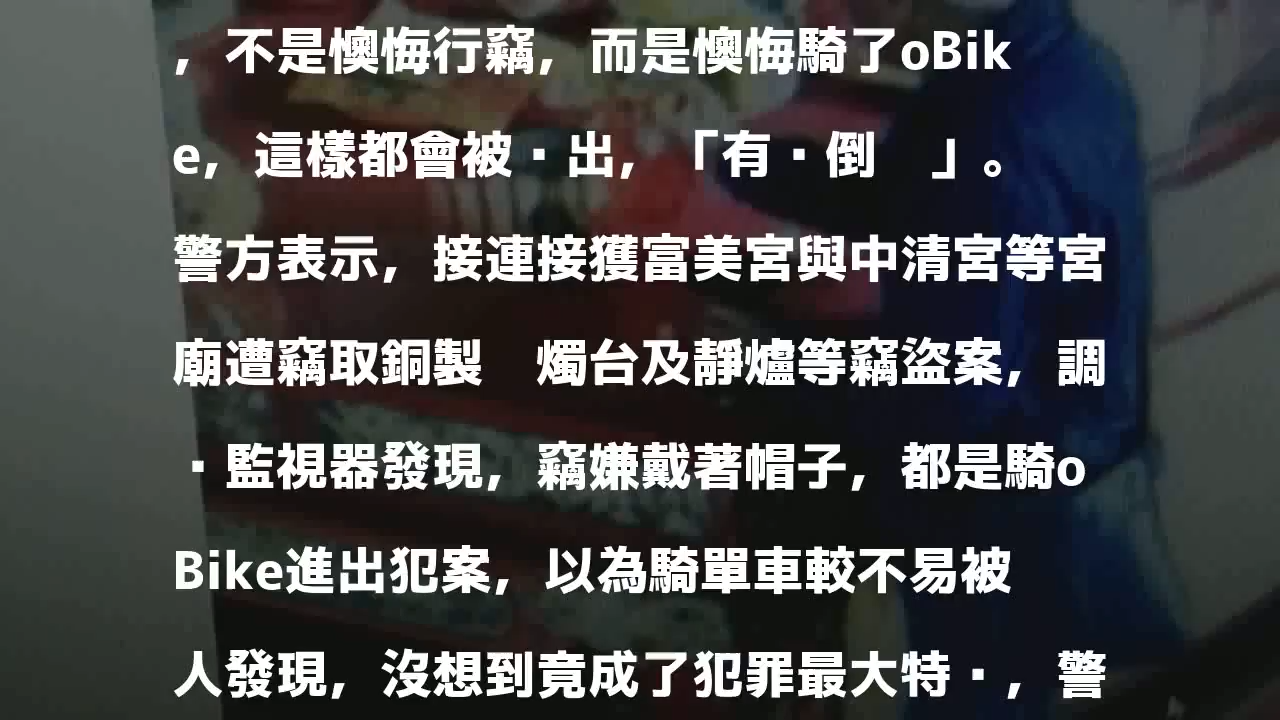 ，不是懊悔行竊，而是懊悔騎了oBik
e，這樣都會被▪出，「有▪倒　」。
警方表示，接連接獲富美宮與中清宮等宮
廟遭竊取銅製　燭台及靜爐等竊盜案，調
▪監視器發現，竊嫌戴著帽子，都是騎o
Bike進出犯案，以為騎單車較不易被
人發現，沒想到竟成了犯罪最大特▪，警